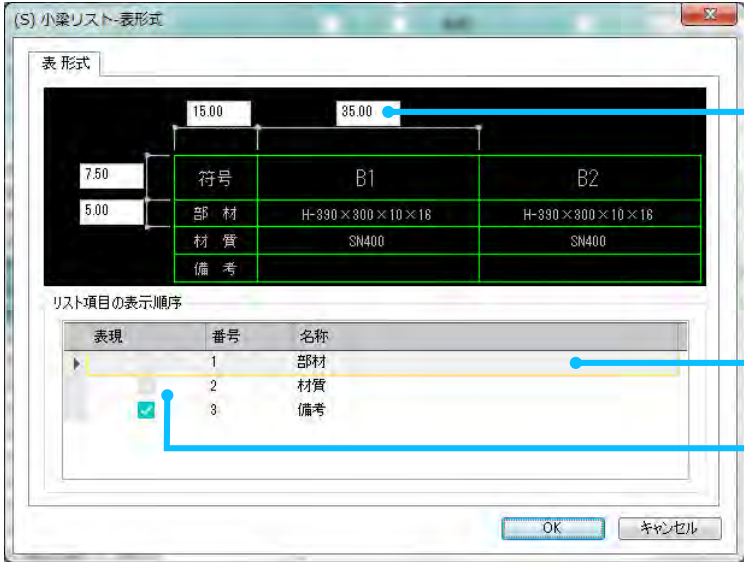 (S) 小梁リスト-表形式
表 形式
15.00 35.00
7.50 符号 B1 B2
5.00 部 材 H-390×300×10×16 H-390×300×10×16
材 質 SN400 SN400
備 考
リスト項目の表示順序
表現 番号 名称
1 部材
2 材質
3 備考
OK キャンセル